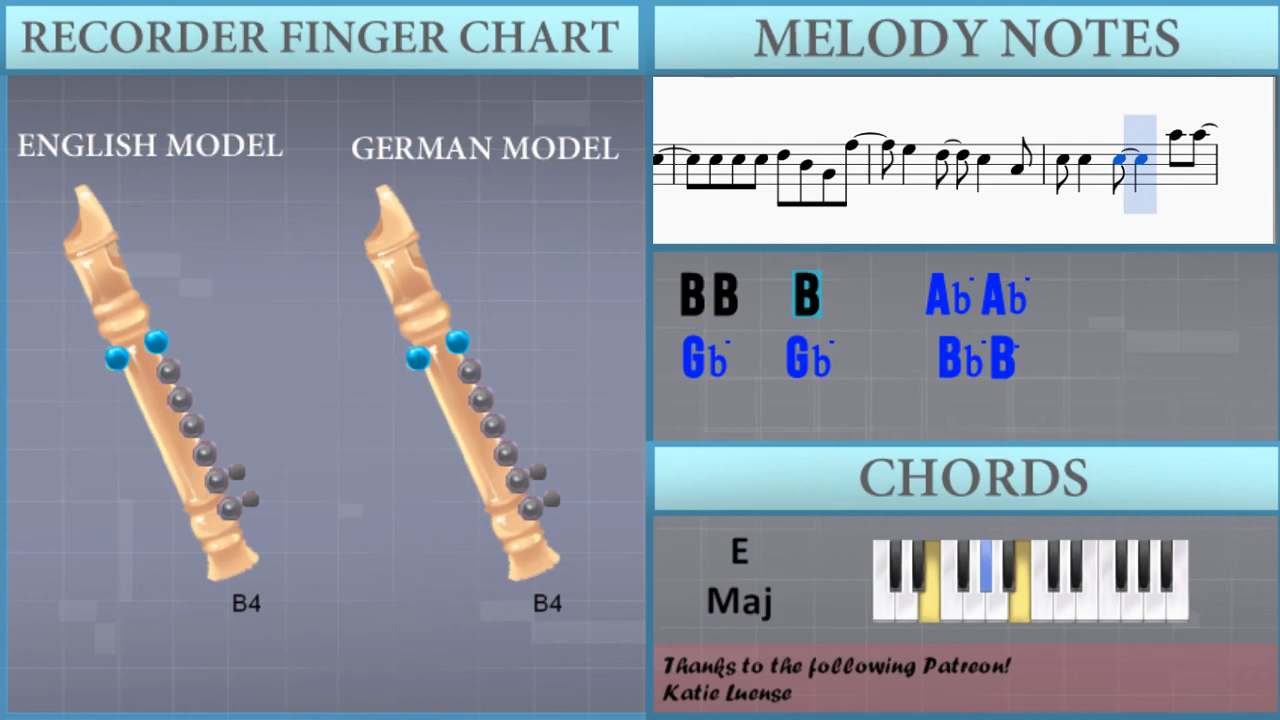 RECORDER FINGER CHART
ENGLISH MODEL
GERMAN MODEL
B4
B4
MELODY NOTES
B B B Ab- Ab-
Gb- Gb- Bb- B-
CHORDS
E
Maj
Thanks to the following Patreon!
Katie Luense